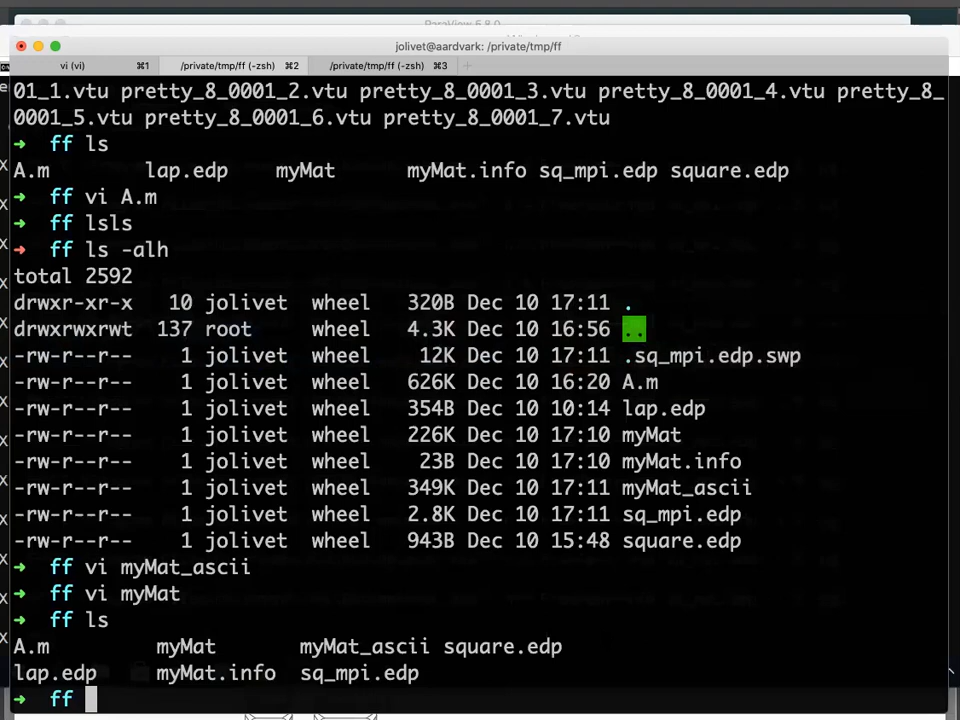 ParaView 5.8.0
jolivet@aardvark: /private/tmp/ff
vi (vi) ⌘1 /private/tmp/ff (-zsh) ⌘2 /private/tmp/ff (-zsh) ⌘3 +
01_1.vtu pretty_8_0001_2.vtu pretty_8_0001_3.vtu pretty_8_0001_4.vtu pretty_8_
0001_5.vtu pretty_8_0001_6.vtu pretty_8_0001_7.vtu
➜ ff ls
A.m lap.edp myMat myMat.info sq_mpi.edp square.edp
➜ ff vi A.m
➜ ff lsls
➜ ff ls -alh
total 2592
drwxr-xr-x 10 jolivet wheel 320B Dec 10 17:11 .
drwxrwxrwt 137 root wheel 4.3K Dec 10 16:56 ..
-rw-r--r-- 1 jolivet wheel 12K Dec 10 17:11 .sq_mpi.edp.swp
-rw-r--r-- 1 jolivet wheel 626K Dec 10 16:20 A.m
-rw-r--r-- 1 jolivet wheel 354B Dec 10 10:14 lap.edp
-rw-r--r-- 1 jolivet wheel 226K Dec 10 17:10 myMat
-rw-r--r-- 1 jolivet wheel 23B Dec 10 17:10 myMat.info
-rw-r--r-- 1 jolivet wheel 349K Dec 10 17:11 myMat_ascii
-rw-r--r-- 1 jolivet wheel 2.8K Dec 10 17:11 sq_mpi.edp
-rw-r--r-- 1 jolivet wheel 943B Dec 10 15:48 square.edp
➜ ff vi myMat_ascii
➜ ff vi myMat
➜ ff ls
A.m myMat myMat_ascii square.edp
lap.edp myMat.info sq_mpi.edp
➜ ff